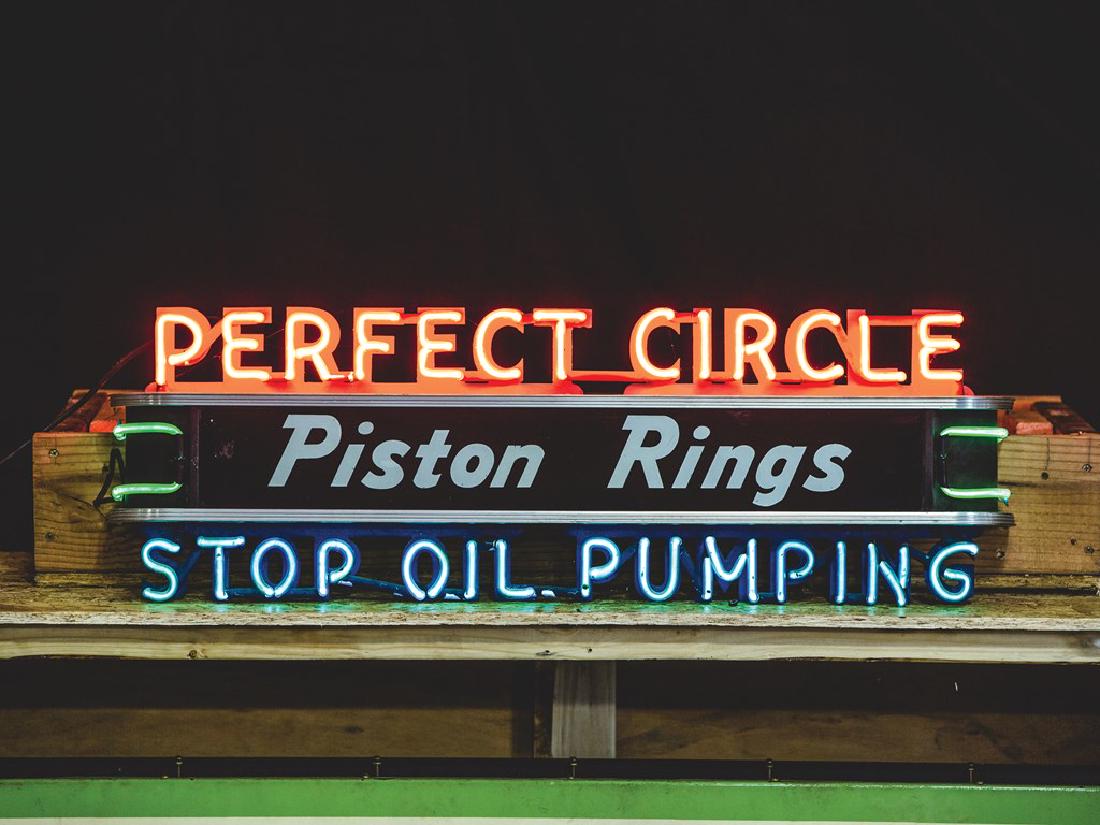 PERFECT CIRCLE
Piston Rings
STOP OIL PUMPING